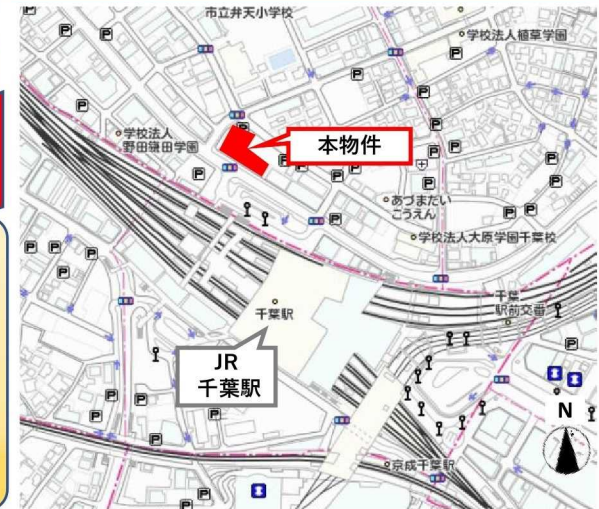 市立弁天小学校
学校法人植草学園
学校法人
野田鎌田学園
本物件
あづまだい
こうえん
学校法人大原学園千葉校
千葉駅
千葉
駅前交番
JR
千葉駅
京成千葉駅
N